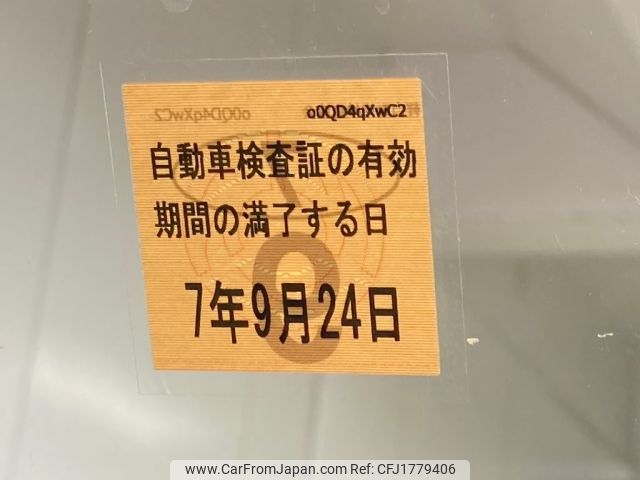 o0QD4qXwC2
自動車検査証の有効
期間の満了する日
7年9月24日
www.CarFromJapan.com ID: CFJ1779406